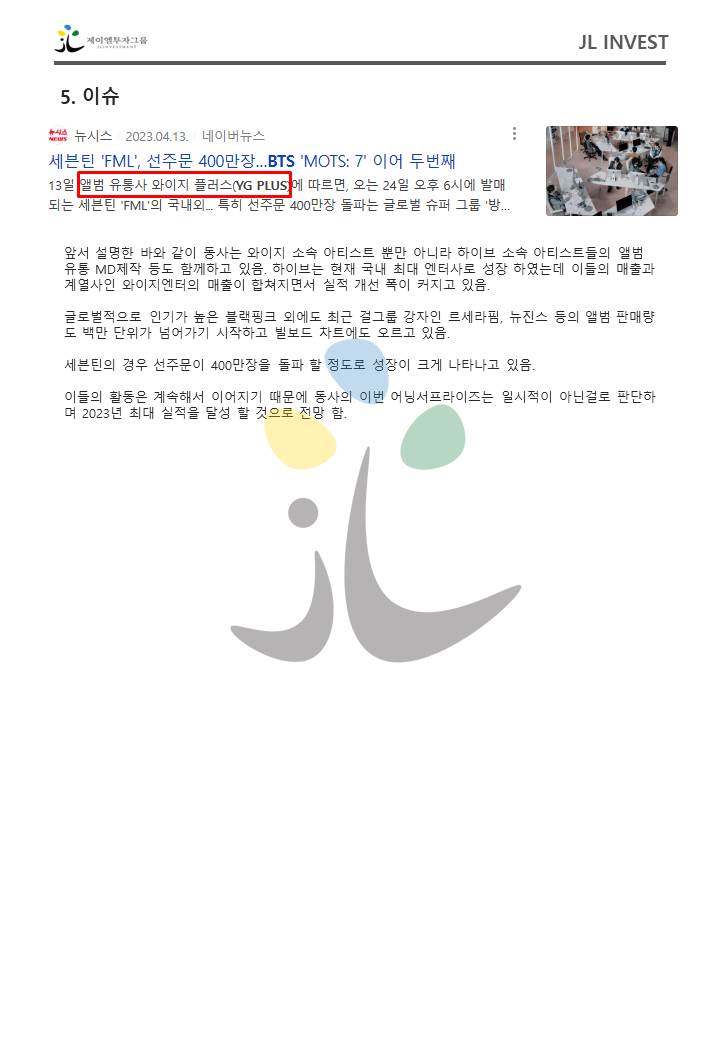 제이엘투자그룹
JL INVESTMENT
JL INVEST
5. 이슈
뉴시스
NEWS
뉴시스 2023.04.13. 네이버뉴스
세븐틴 'FML', 선주문 400만장...BTS 'MOTS: 7' 이어 두번째
13일 앨범 유통사 와이지 플러스(YG PLUS)에 따르면, 오는 24일 오후 6시에 발매
되는 세븐틴 'FML'의 국내외... 특히 선주문 400만장 돌파는 글로벌 슈퍼 그룹 '방...
앞서 설명한 바와 같이 동사는 와이지 소속 아티스트 뿐만 아니라 하이브 소속 아티스트들의 앨범
유통 MD제작 등도 함께하고 있음. 하이브는 현재 국내 최대 엔터사로 성장 하였는데 이들의 매출과
계열사인 와이지엔터의 매출이 합쳐지면서 실적 개선 폭이 커지고 있음.
글로벌적으로 인기가 높은 블랙핑크 외에도 최근 걸그룹 강자인 르세라핌, 뉴진스 등의 앨범 판매량
도 백만 단위가 넘어가기 시작하고 빌보드 차트에도 오르고 있음.
세븐틴의 경우 선주문이 400만장을 돌파 할 정도로 성장이 크게 나타나고 있음.
이들의 활동은 계속해서 이어지기 때문에 동사의 이번 어닝서프라이즈는 일시적이 아닌걸로 판단하
며 2023년 최대 실적을 달성 할 것으로 전망 함.